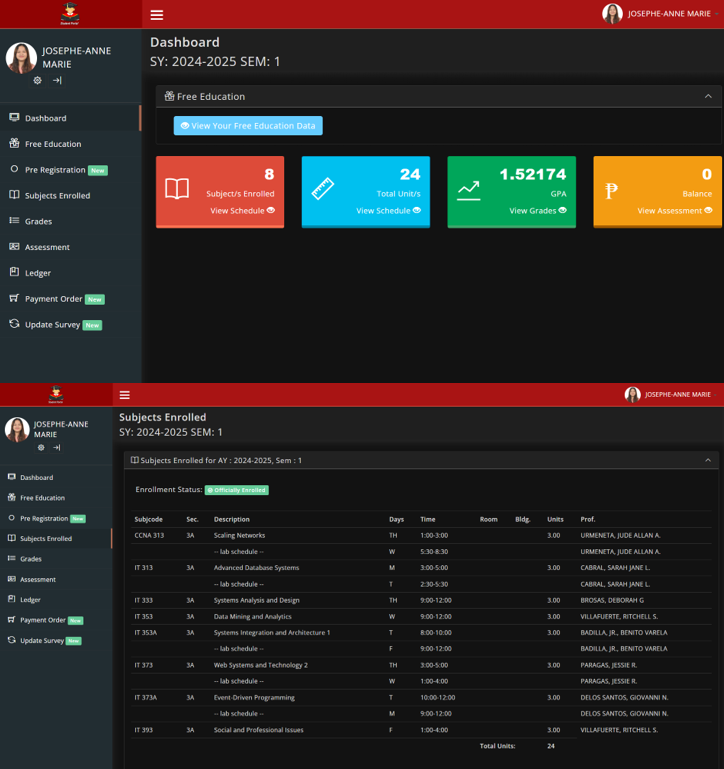 Student Portal
JOSEPHE-ANNE MARIE
JOSEPHE-ANNE
MARIE
Dashboard
Free Education
Pre Registration New
Subjects Enrolled
Grades
Assessment
Ledger
Payment Order New
Update Survey New
Dashboard
SY: 2024-2025 SEM: 1
Free Education
View Your Free Education Data
8
Subject/s Enrolled
View Schedule
24
Total Unit/s
View Schedule
1.52174
GPA
View Grades
0
Balance
View Assessment
JOSEPHE-ANNE MARIE
JOSEPHE-ANNE
MARIE
Dashboard
Free Education
Pre Registration New
Subjects Enrolled
Grades
Assessment
Ledger
Payment Order New
Update Survey New
Subjects Enrolled
SY: 2024-2025 SEM: 1
Subjects Enrolled for AY : 2024-2025, Sem : 1
Enrollment Status: Officially Enrolled
Subjcode Sec. Description Days Time Room Bldg. Units Prof.
CCNA 313 3A Scaling Networks TH 1:00-3:00 3.00 URMENETA, JUDE ALLAN A.
-- lab schedule -- W 5:30-8:30 URMENETA, JUDE ALLAN A.
IT 313 3A Advanced Database Systems M 3:00-5:00 3.00 CABRAL, SARAH JANE L.
-- lab schedule -- T 2:30-5:30 CABRAL, SARAH JANE L.
IT 333 3A Systems Analysis and Design TH 9:00-12:00 3.00 BROSAS, DEBORAH G
IT 353 3A Data Mining and Analytics W 9:00-12:00 3.00 VILLAFUERTE, RITCHELL S.
IT 353A 3A Systems Integration and Architecture 1 T 8:00-10:00 3.00 BADILLA, JR., BENITO VARELA
-- lab schedule -- F 9:00-12:00 BADILLA, JR., BENITO VARELA
IT 373 3A Web Systems and Technology 2 TH 3:00-5:00 3.00 PARAGAS, JESSIE R.
-- lab schedule -- W 1:00-4:00 PARAGAS, JESSIE R.
IT 373A 3A Event-Driven Programming T 10:00-12:00 3.00 DELOS SANTOS, GIOVANNI N.
-- lab schedule -- M 9:00-12:00 DELOS SANTOS, GIOVANNI N.
IT 393 3A Social and Professional Issues F 1:00-4:00 3.00 VILLAFUERTE, RITCHELL S.
Total Units: 24